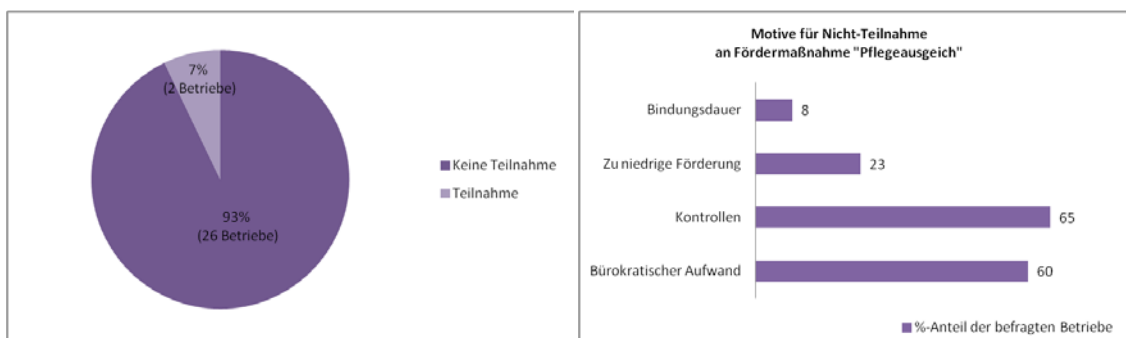 7%
(2 Betriebe)
93%
(26 Betriebe)
Keine Teilnahme
Teilnahme
Motive für Nicht-Teilnahme
an Fördermaßnahme "Pflegeausgeich"
Bindungsdauer
8
Zu niedrige Förderung
23
Kontrollen
65
Bürokratischer Aufwand
60
%-Anteil der befragten Betriebe